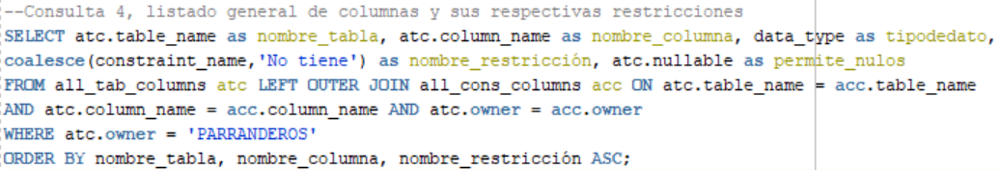 --Consulta 4, listado general de columnas y sus respectivas restricciones
SELECT atc.table_name as nombre_tabla, atc.column_name as nombre_columna, data_type as tipodedato,
coalesce(constraint_name,'No tiene') as nombre_restricción, atc.nullable as permite_nulos
FROM all_tab_columns atc LEFT OUTER JOIN all_cons_columns acc ON atc.table_name = acc.table_name
AND atc.column_name = acc.column_name AND atc.owner = acc.owner
WHERE atc.owner = 'PARRANDEROS'
ORDER BY nombre_tabla, nombre_columna, nombre_restricción ASC;